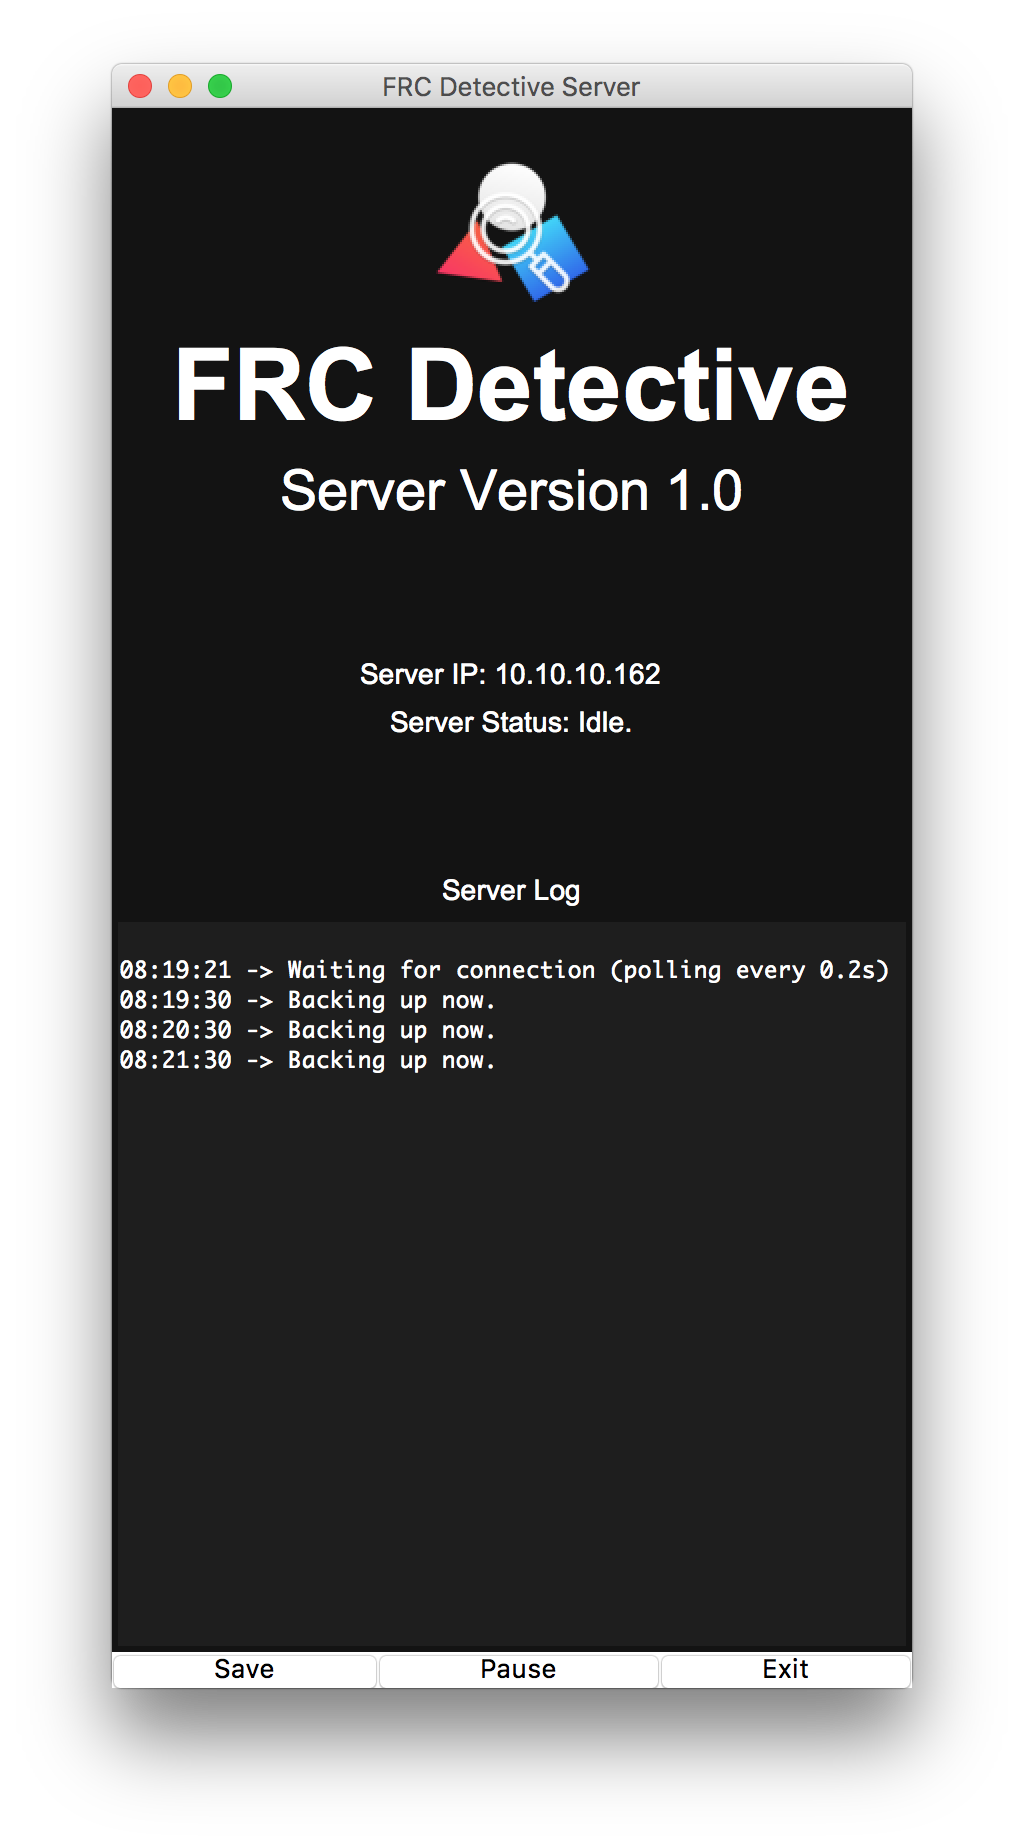 FRC Detective Server
FRC Detective
Server Version 1.0
Server IP: 10.10.10.162
Server Status: Idle.
Server Log
08:19:21 -> Waiting for connection (polling every 0.2s)
08:19:30 -> Backing up now.
08:20:30 -> Backing up now.
08:21:30 -> Backing up now.
Save Pause Exit